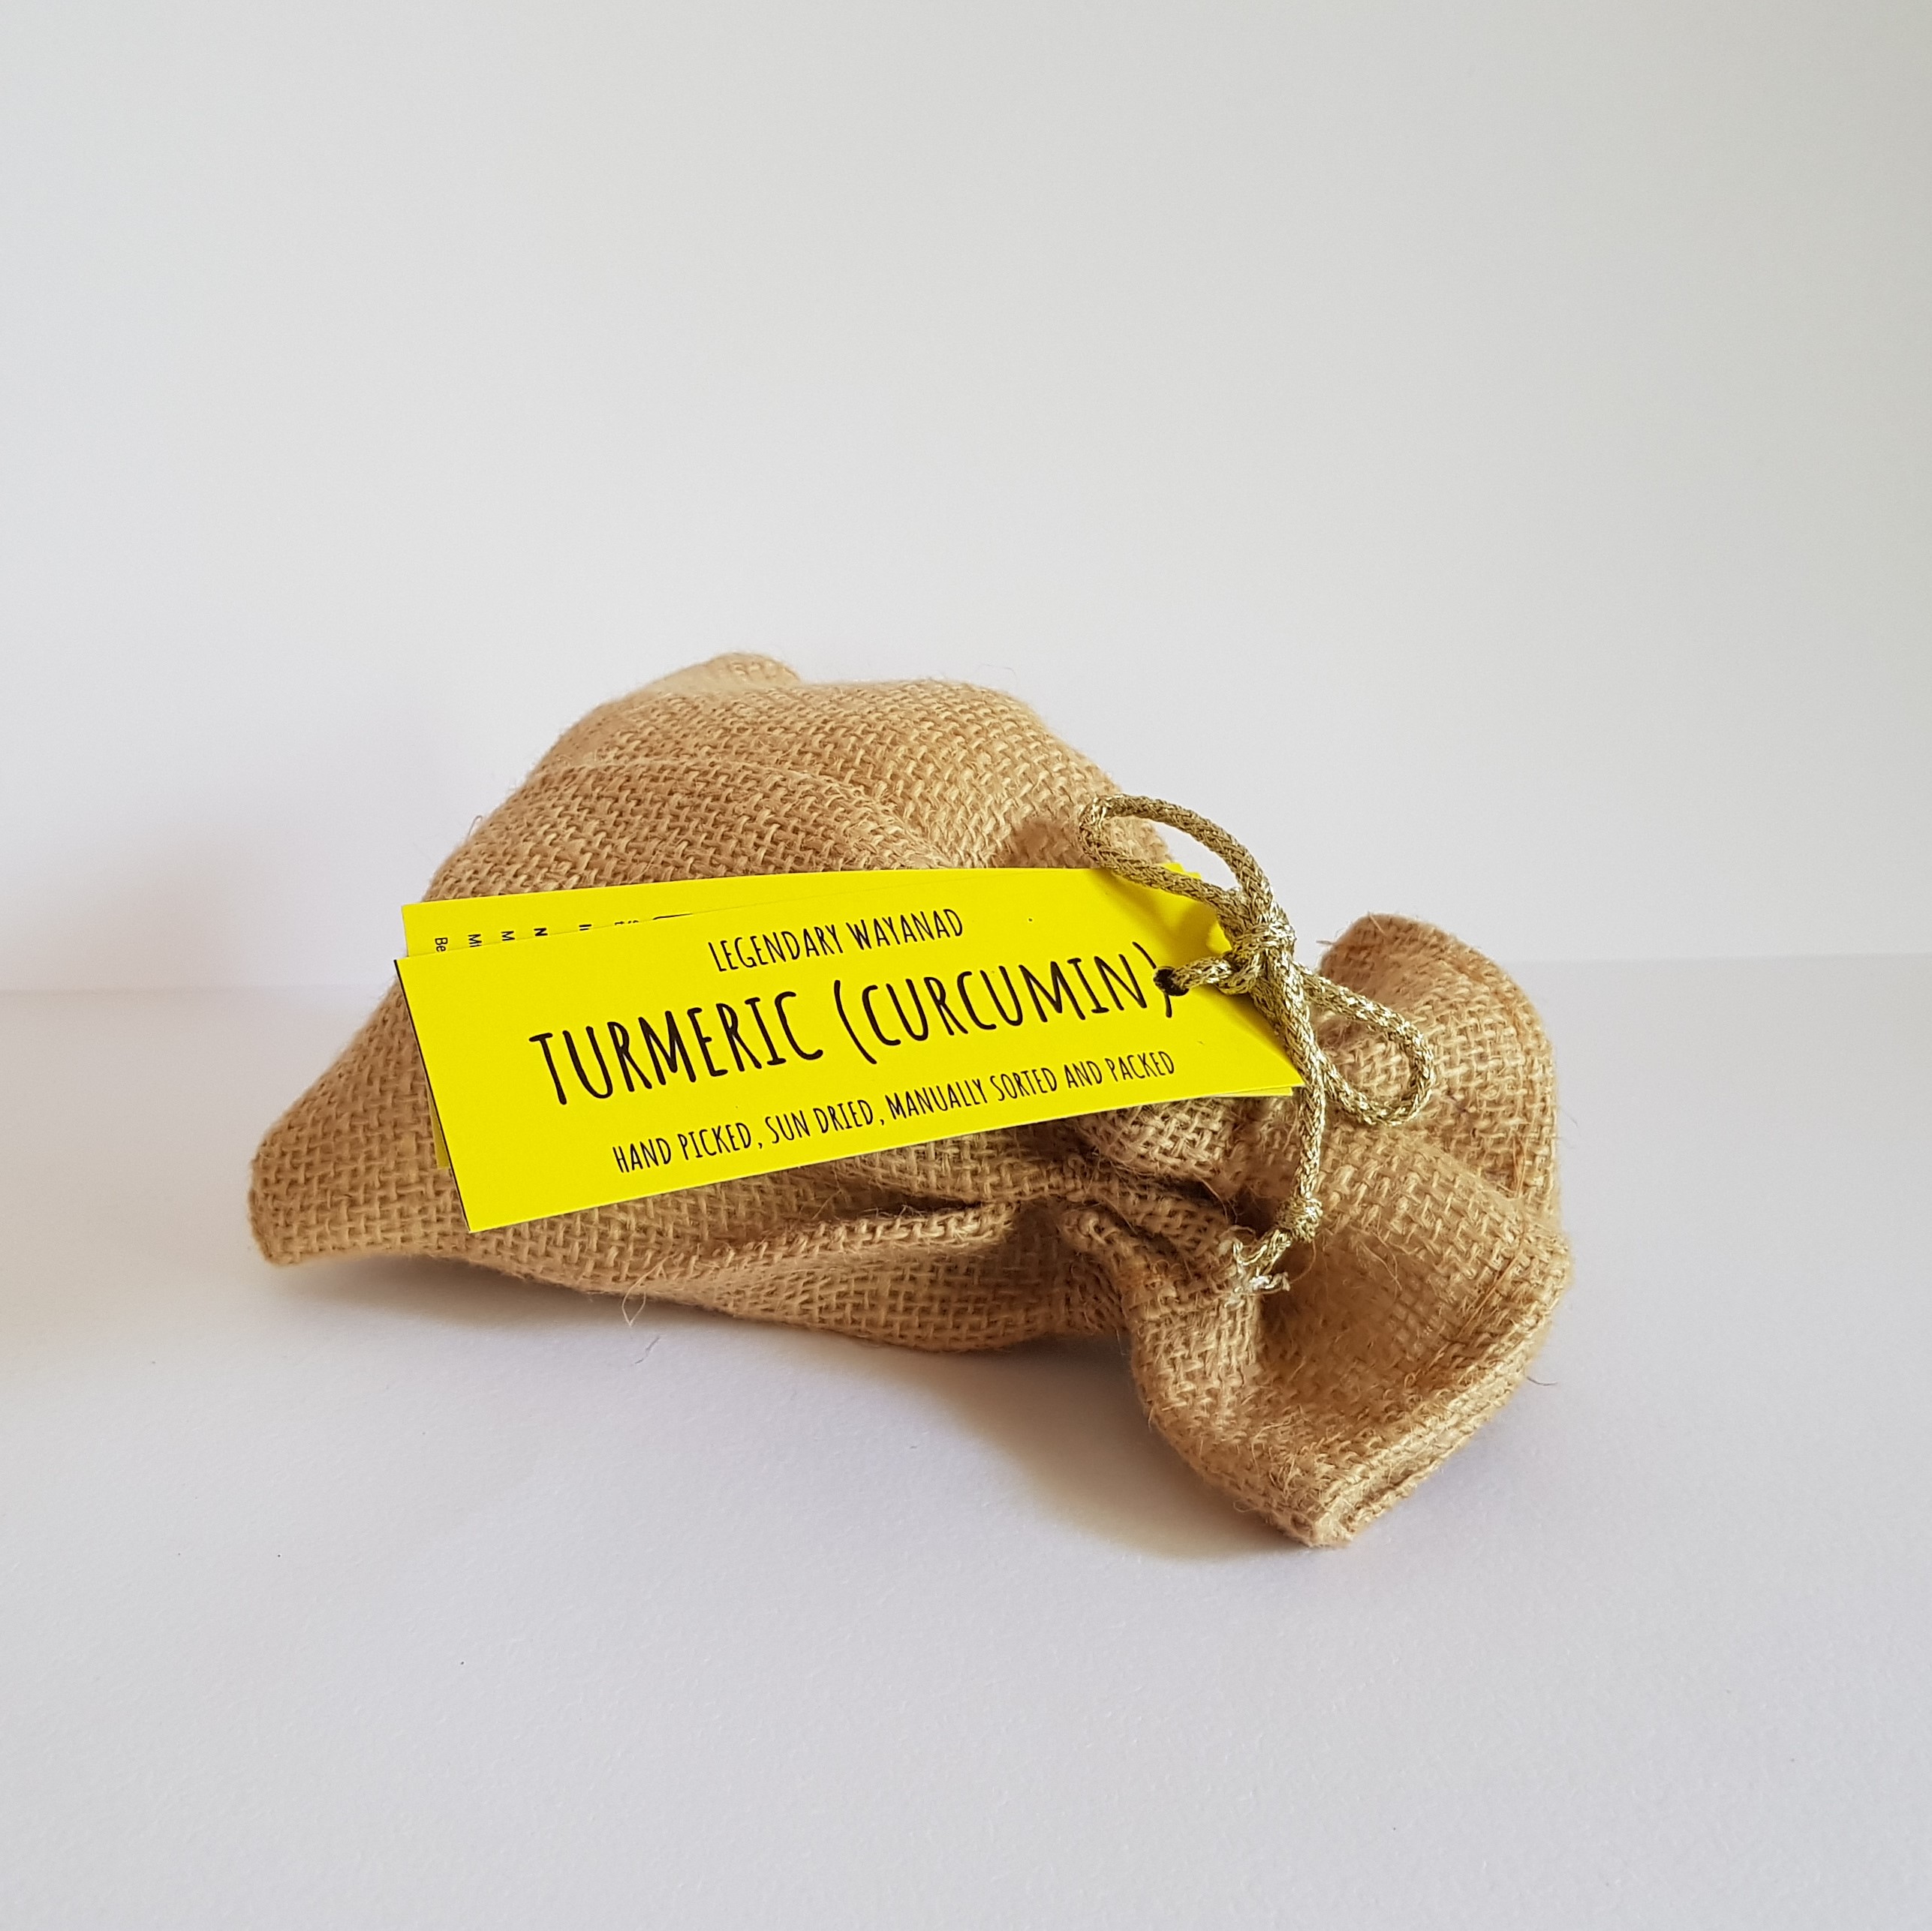 LEGENDARY WAYANAD
TURMERIC (CURCUMIN)
HAND PICKED, SUN DRIED, MANUALLY SORTED AND PACKED